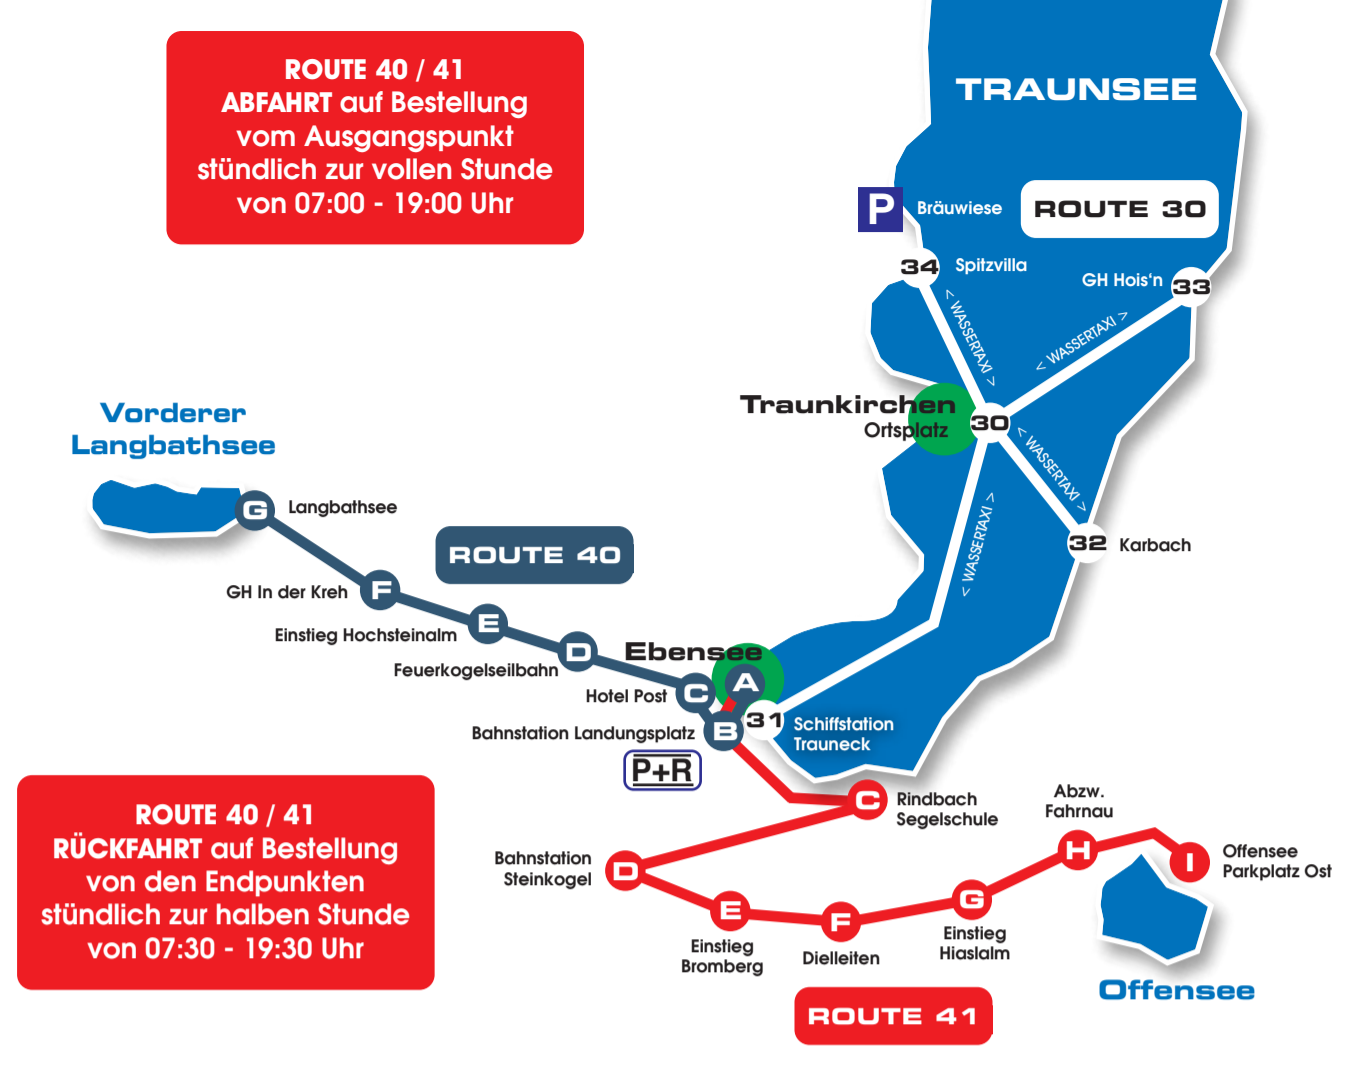 ROUTE 40 / 41
ABFAHRT auf Bestellung
vom Ausgangspunkt
stündlich zur vollen Stunde
von 07:00 - 19:00 Uhr
TRAUNSEE
P
Bräuwiese
ROUTE 30
34
Spitzvilla
GH Hois'n
33
< WASSERTAXI >
< WASSERTAXI >
Traunkirchen
Ortsplatz
30
< WASSERTAXI >
< WASSERTAXI >
32
Karbach
Vorderer
Langbathsee
G
Langbathsee
ROUTE 40
GH In der Kreh
F
Einstieg Hochsteinalm
E
Feuerkogelseilbahn
D
Ebensee
A
Hotel Post
C
Bahnstation Landungsplatz
B
31
Schiffstation
Trauneck
P+R
ROUTE 40 / 41
RÜCKFAHRT auf Bestellung
von den Endpunkten
stündlich zur halben Stunde
von 07:30 - 19:30 Uhr
C
Rindbach
Segelschule
Abzw.
Fahrnau
H
I
Offensee
Parkplatz Ost
Bahnstation
Steinkogel
D
E
Einstieg
Bromberg
F
Dielleiten
G
Einstieg
Hiaslalm
Offensee
ROUTE 41